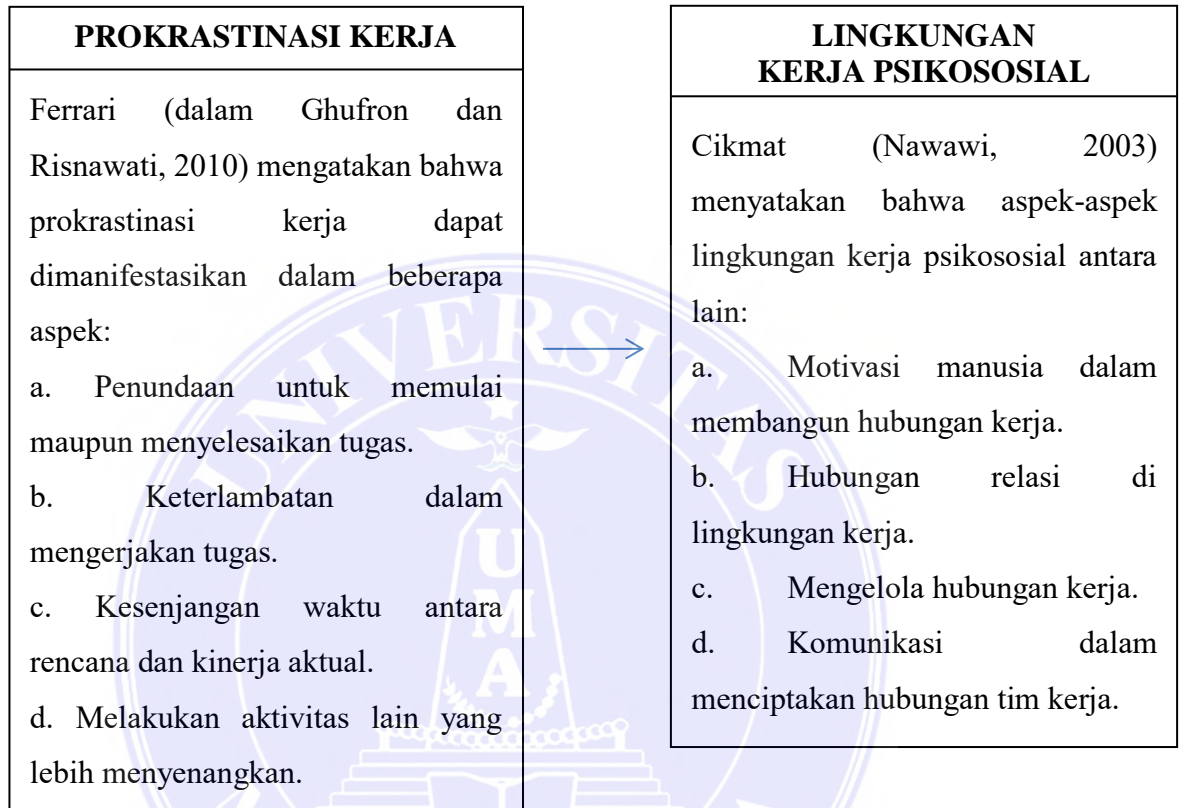 PROKRASTINASI KERJA
Ferrari (dalam Ghufron dan
Risnawati, 2010) mengatakan bahwa
prokrastinasi kerja dapat
dimanifestasikan dalam beberapa
aspek:
a. Penundaan untuk memulai
maupun menyelesaikan tugas.
b. Keterlambatan dalam
mengerjakan tugas.
c. Kesenjangan waktu antara
rencana dan kinerja aktual.
d. Melakukan aktivitas lain yang
lebih menyenangkan.
LINGKUNGAN
KERJA PSIKOSOSIAL
Cikmat (Nawawi, 2003)
menyatakan bahwa aspek-aspek
lingkungan kerja psikososial antara
lain:
a. Motivasi manusia dalam
membangun hubungan kerja.
b. Hubungan relasi di
lingkungan kerja.
c. Mengelola hubungan kerja.
d. Komunikasi dalam
menciptakan hubungan tim kerja.
UNIVERSITAS
UMA